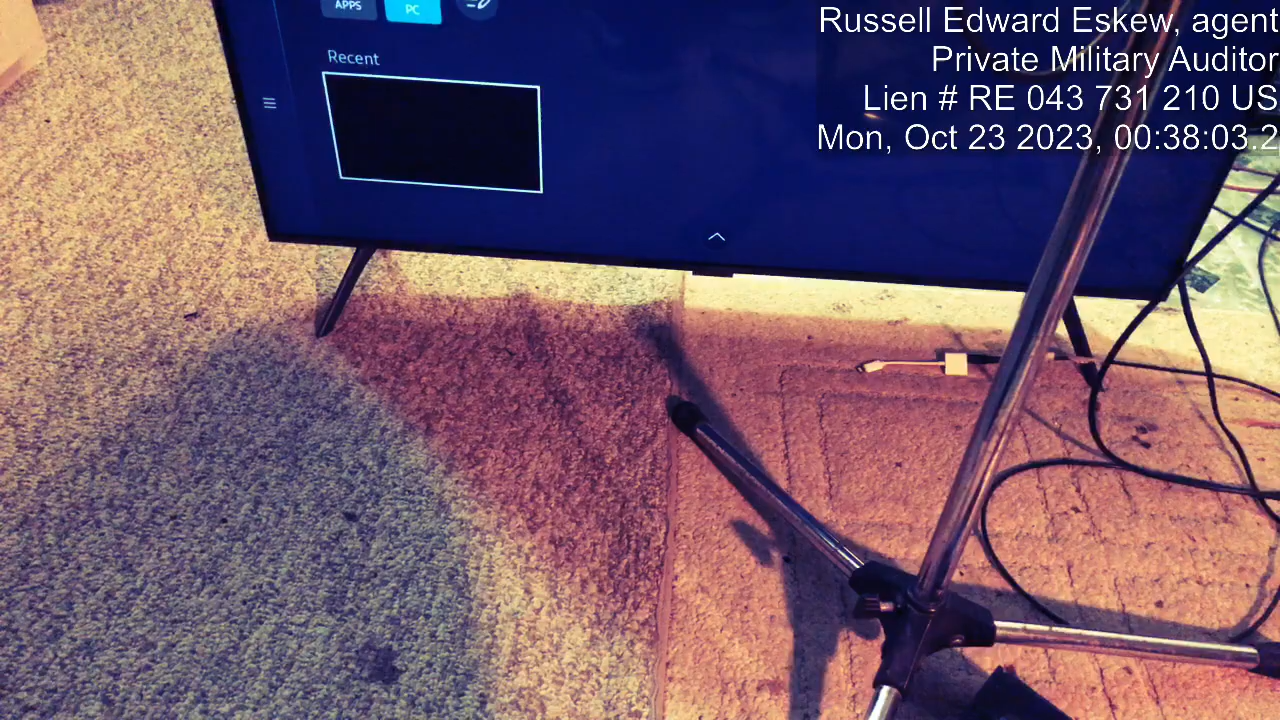 APPS
PC
Recent
Russell Edward Eskew, agent
Private Military Auditor
Lien # RE 043 731 210 US
Mon, Oct 23 2023, 00:38:03.2